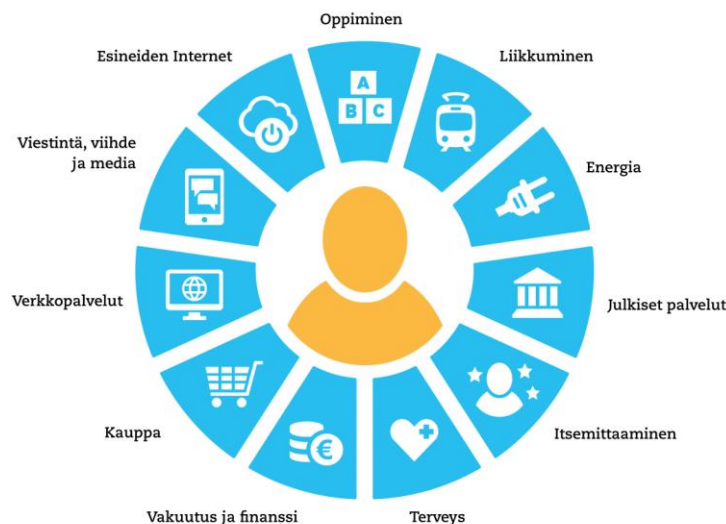 Oppiminen
Liikkuminen
Energia
Julkiset palvelut
Itsemittaaminen
Terveys
Vakuutus ja finanssi
Kauppa
Verkkopalvelut
Viestintä, viihde
ja media
Esineiden Internet
A
B
C
€